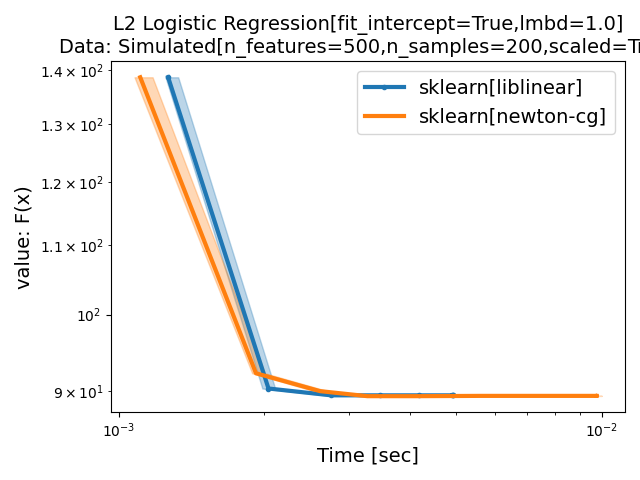 L2 Logistic Regression[fit_intercept=True,lmbd=1.0]
Data: Simulated[n_features=500,n_samples=200,scaled=Tr
sklearn[liblinear]
sklearn[newton-cg]
value: F(x)
1.4 × 10²
1.3 × 10²
1.2 × 10²
1.1 × 10²
10²
9 × 10¹
10⁻³
10⁻²
Time [sec]